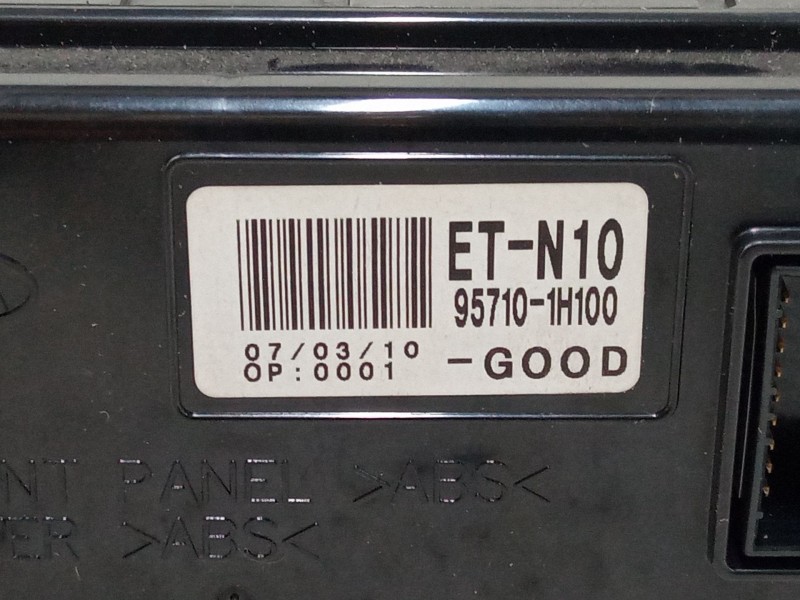 ET-N10
95710-1H100
07/03/10
OP:0001
-GOOD
PANEL >ABS<
>ABS<